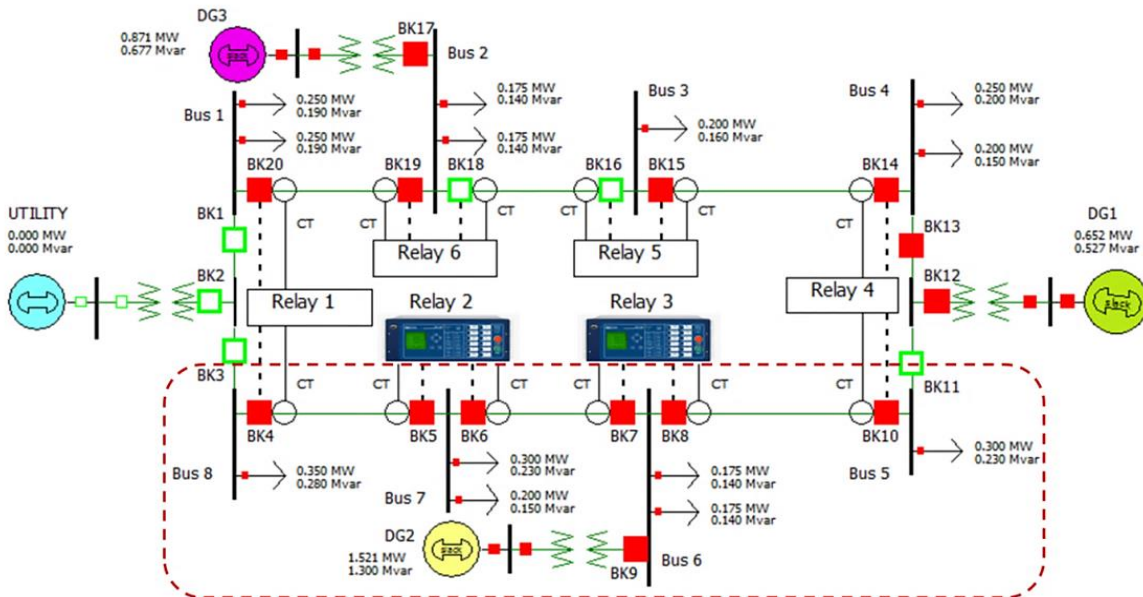 DG3
0.871 MW
0.677 Mvar
slack
BK17
Bus 2
0.250 MW
0.190 Mvar
0.250 MW
0.190 Mvar
Bus 1
0.175 MW
0.140 Mvar
0.175 MW
0.140 Mvar
Bus 3
0.200 MW
0.160 Mvar
Bus 4
0.250 MW
0.200 Mvar
0.200 MW
0.150 Mvar
BK20
BK19
BK18
BK16
BK15
BK14
CT
CT
CT
CT
CT
CT
UTILITY
0.000 MW
0.000 Mvar
BK1
BK2
BK3
Relay 6
Relay 5
BK13
BK12
DG1
0.652 MW
0.527 Mvar
slack
Relay 1
Relay 2
Relay 3
Relay 4
CT
CT
CT
CT
CT
CT
BK11
BK4
BK5
BK6
BK7
BK8
BK10
Bus 8
0.350 MW
0.280 Mvar
Bus 7
0.300 MW
0.230 Mvar
0.200 MW
0.150 Mvar
0.175 MW
0.140 Mvar
0.175 MW
0.140 Mvar
Bus 5
0.300 MW
0.230 Mvar
DG2
1.521 MW
1.300 Mvar
slack
BK9
Bus 6